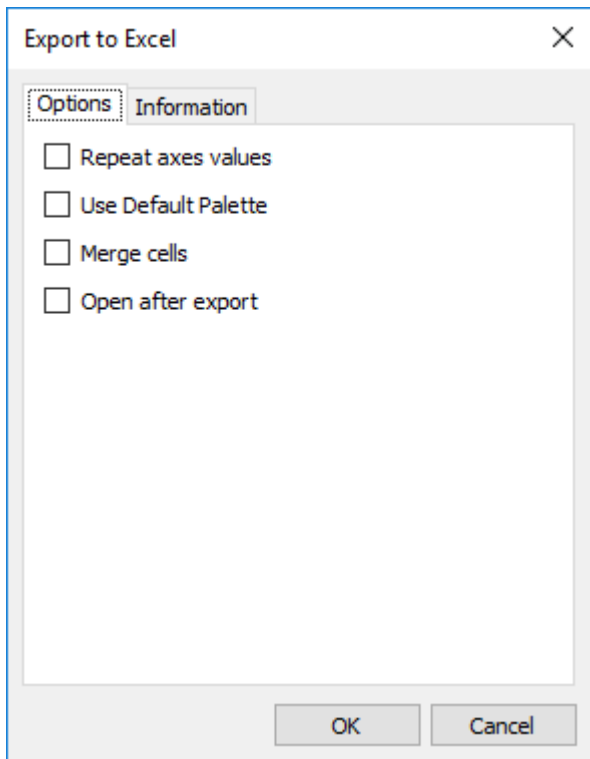 Export to Excel
Options
Information
Repeat axes values
Use Default Palette
Merge cells
Open after export
OK
Cancel